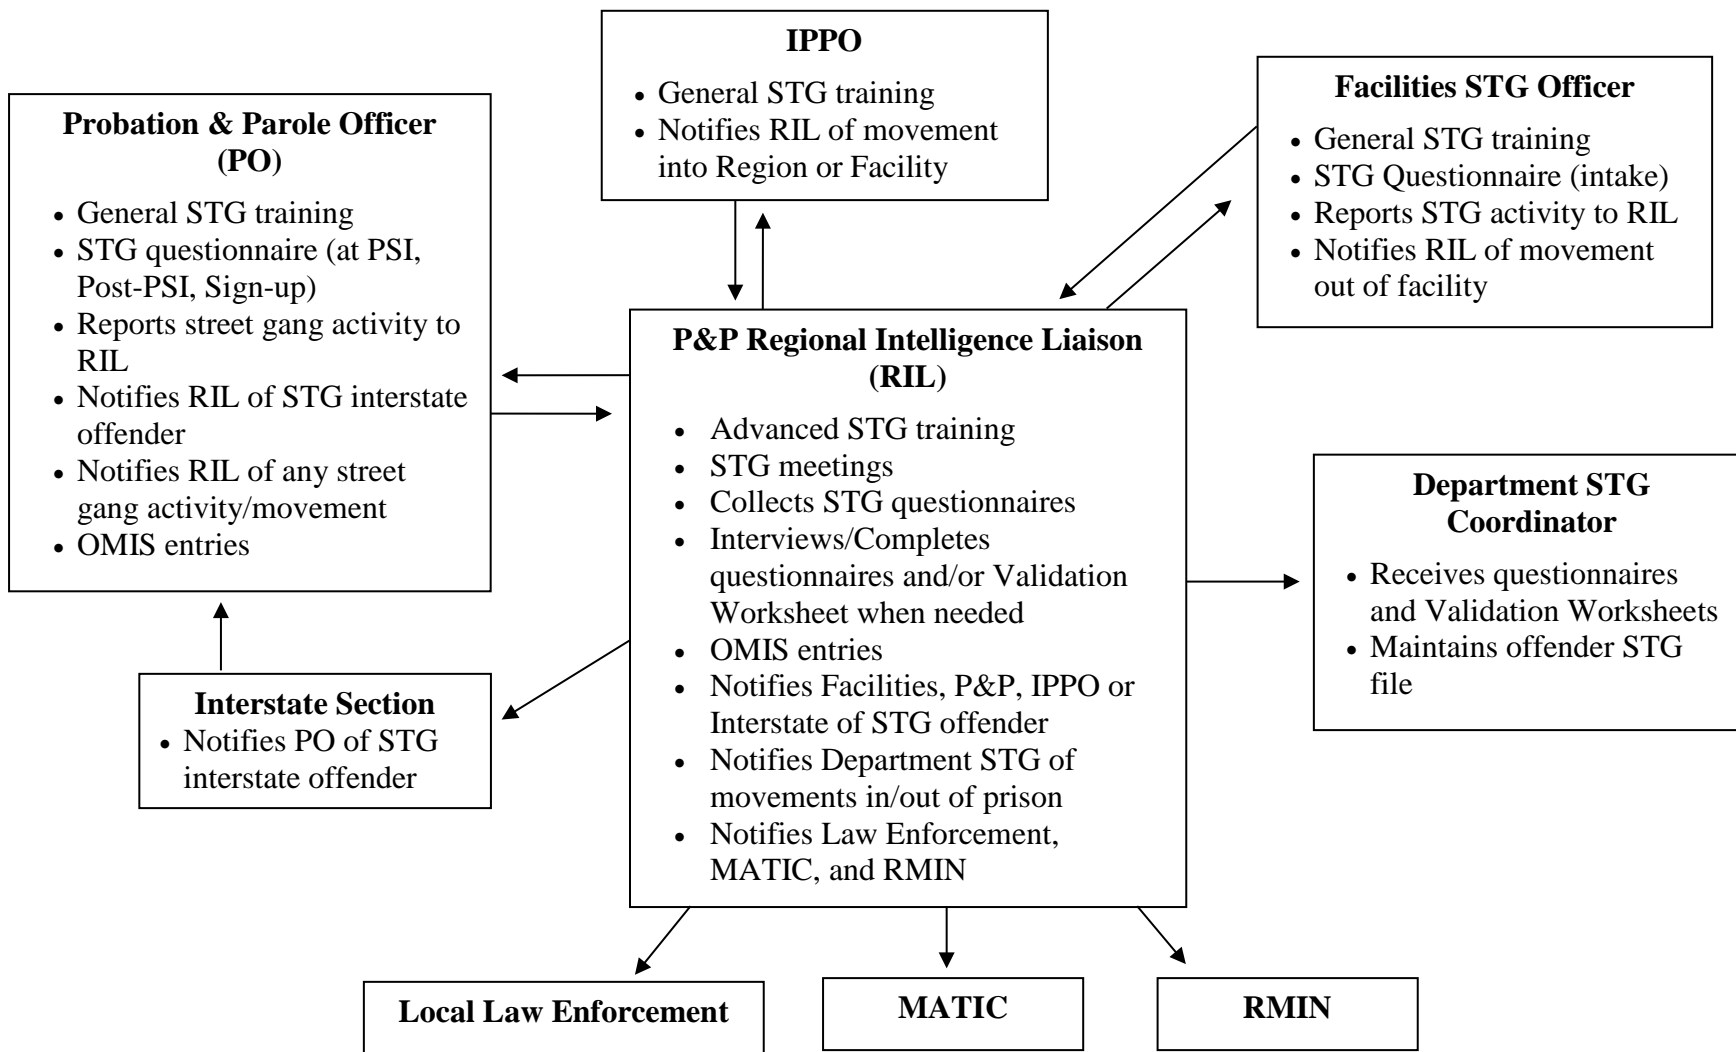 IPPO
• General STG training
• Notifies RIL of movement
into Region or Facility
Facilities STG Officer
• General STG training
• STG Questionnaire (intake)
• Reports STG activity to RIL
• Notifies RIL of movement
out of facility
Probation & Parole Officer
(PO)
• General STG training
• STG questionnaire (at PSI,
Post-PSI, Sign-up)
• Reports street gang activity to
RIL
• Notifies RIL of STG interstate
offender
• Notifies RIL of any street
gang activity/movement
• OMIS entries
P&P Regional Intelligence Liaison
(RIL)
• Advanced STG training
• STG meetings
• Collects STG questionnaires
• Interviews/Completes
questionnaires and/or Validation
Worksheet when needed
• OMIS entries
• Notifies Facilities, P&P, IPPO or
Interstate of STG offender
• Notifies Department STG of
movements in/out of prison
• Notifies Law Enforcement,
MATIC, and RMIN
Department STG
Coordinator
• Receives questionnaires
and Validation Worksheets
• Maintains offender STG
file
Interstate Section
• Notifies PO of STG
interstate offender
Local Law Enforcement
MATIC
RMIN